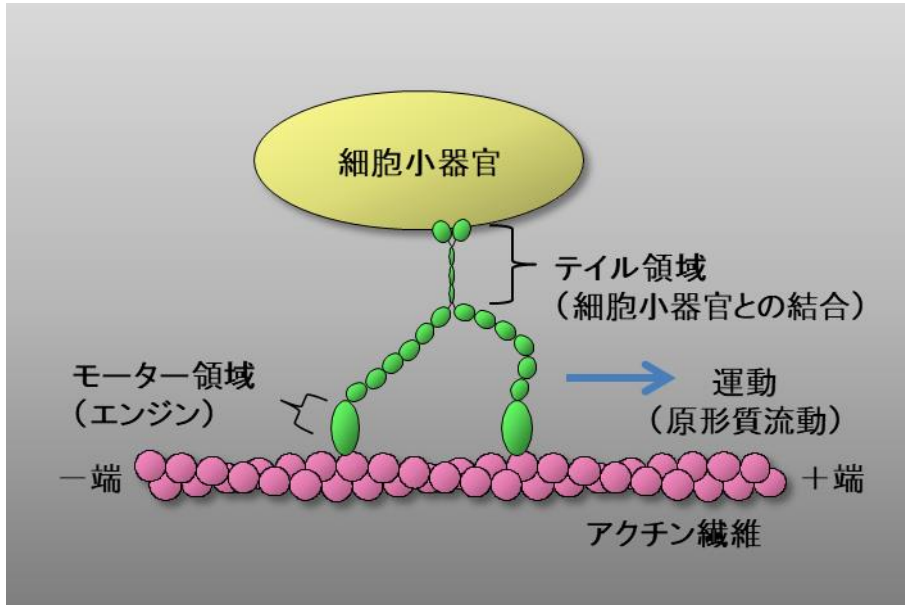 細胞小器官
テイル領域
（細胞小器官との結合）
モーター領域
（エンジン）
運動
（原形質流動）
－端
＋端
アクチン繊維